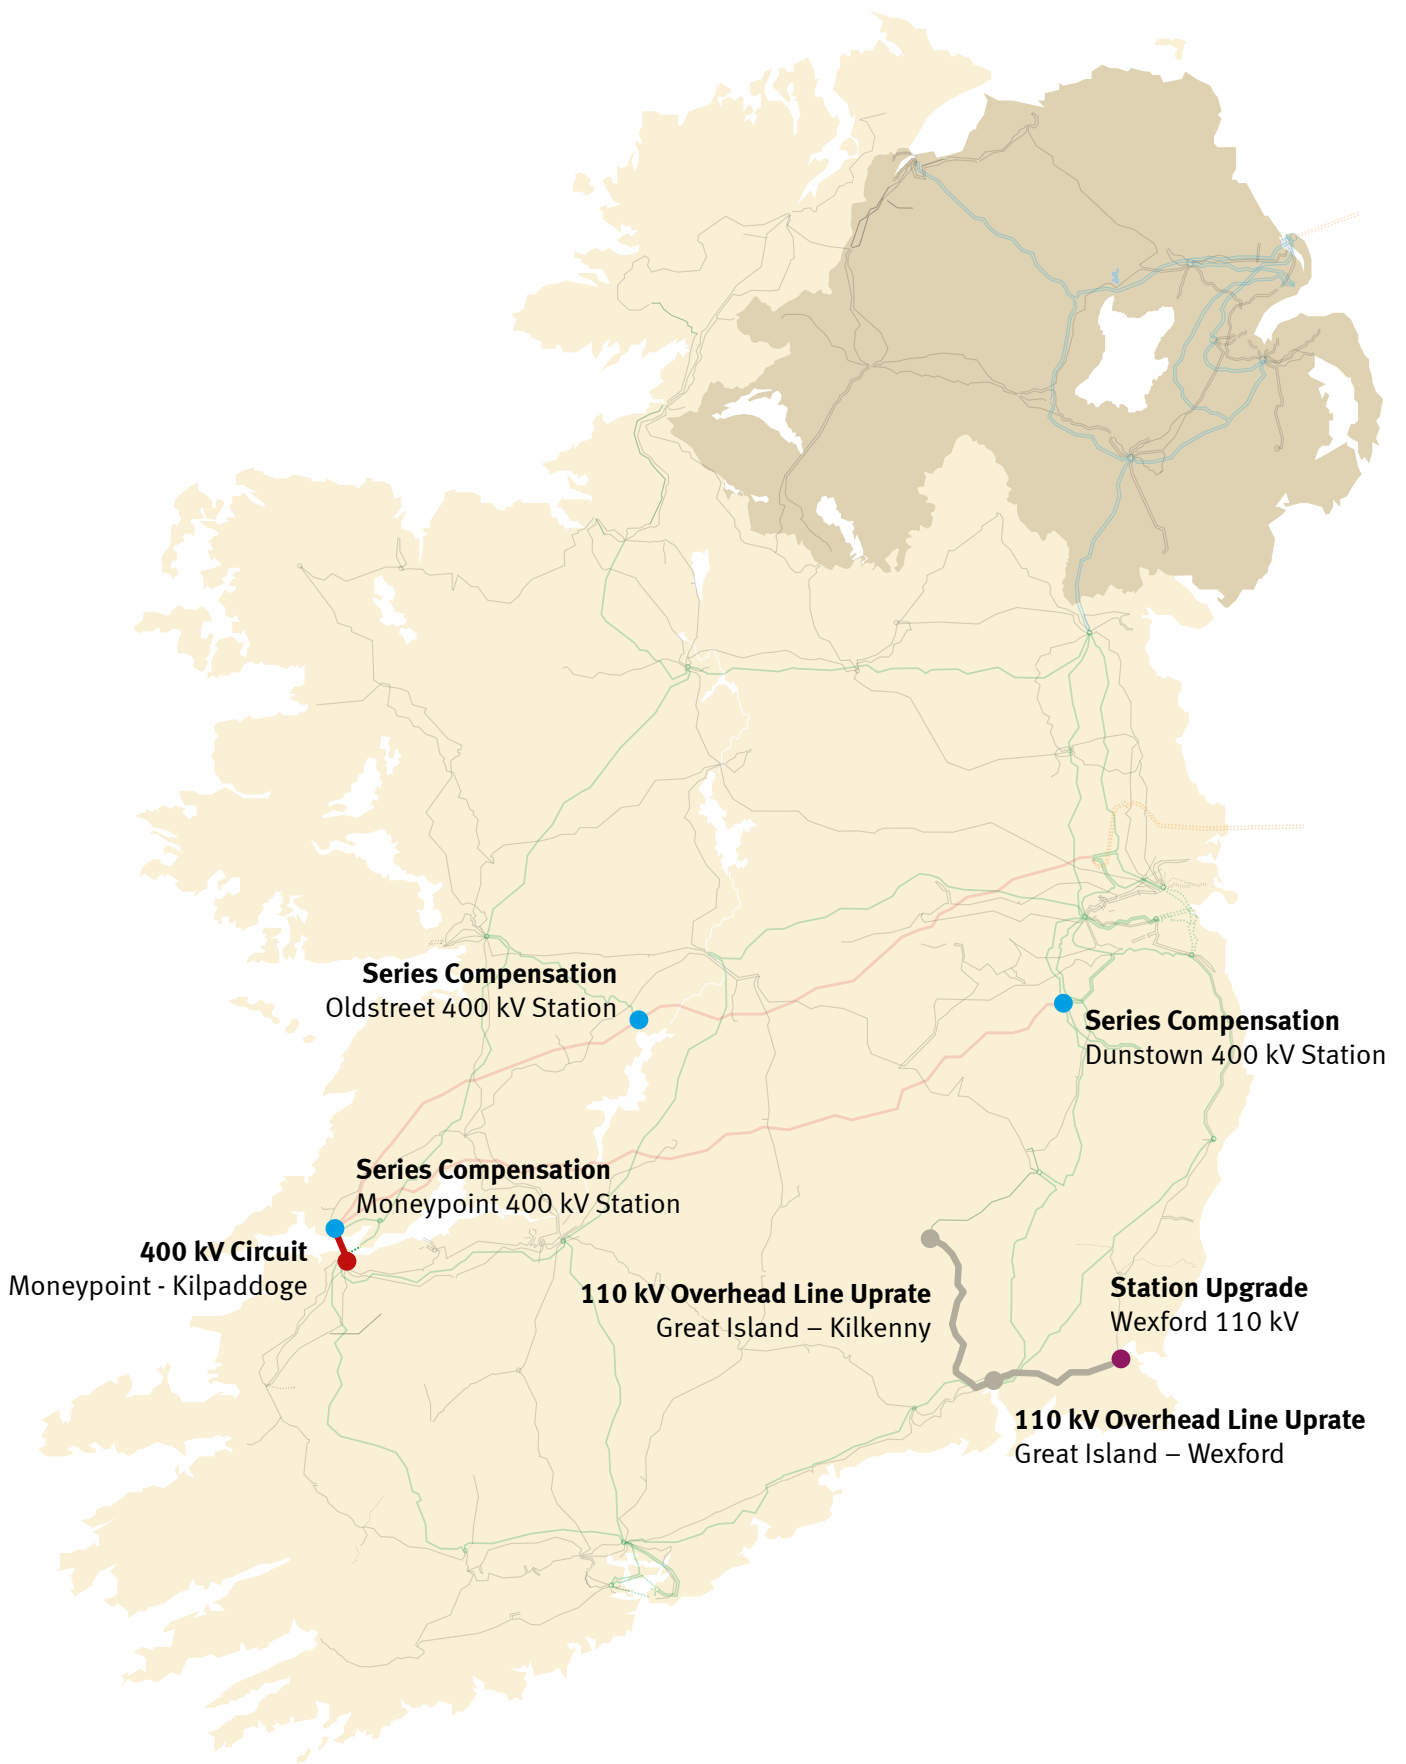 Series Compensation
Oldstreet 400 kV Station
Series Compensation
Dunstown 400 kV Station
Series Compensation
Moneypoint 400 kV Station
400 kV Circuit
Moneypoint - Kilpaddoge
110 kV Overhead Line Uprate
Great Island – Kilkenny
Station Upgrade
Wexford 110 kV
110 kV Overhead Line Uprate
Great Island – Wexford